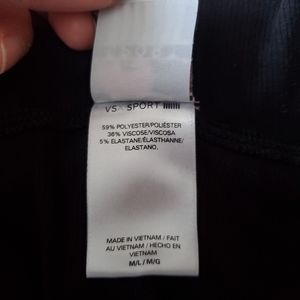 VSX SPORT
59% POLYESTER/POLIÉSTER
36% VISCOSE/VISCOSA
5% ELASTANE/ÉLASTHANNE/
ELASTANO.
MADE IN VIETNAM / FAIT
AU VIETNAM / HECHO EN
VIETNAM
M/L / M/G